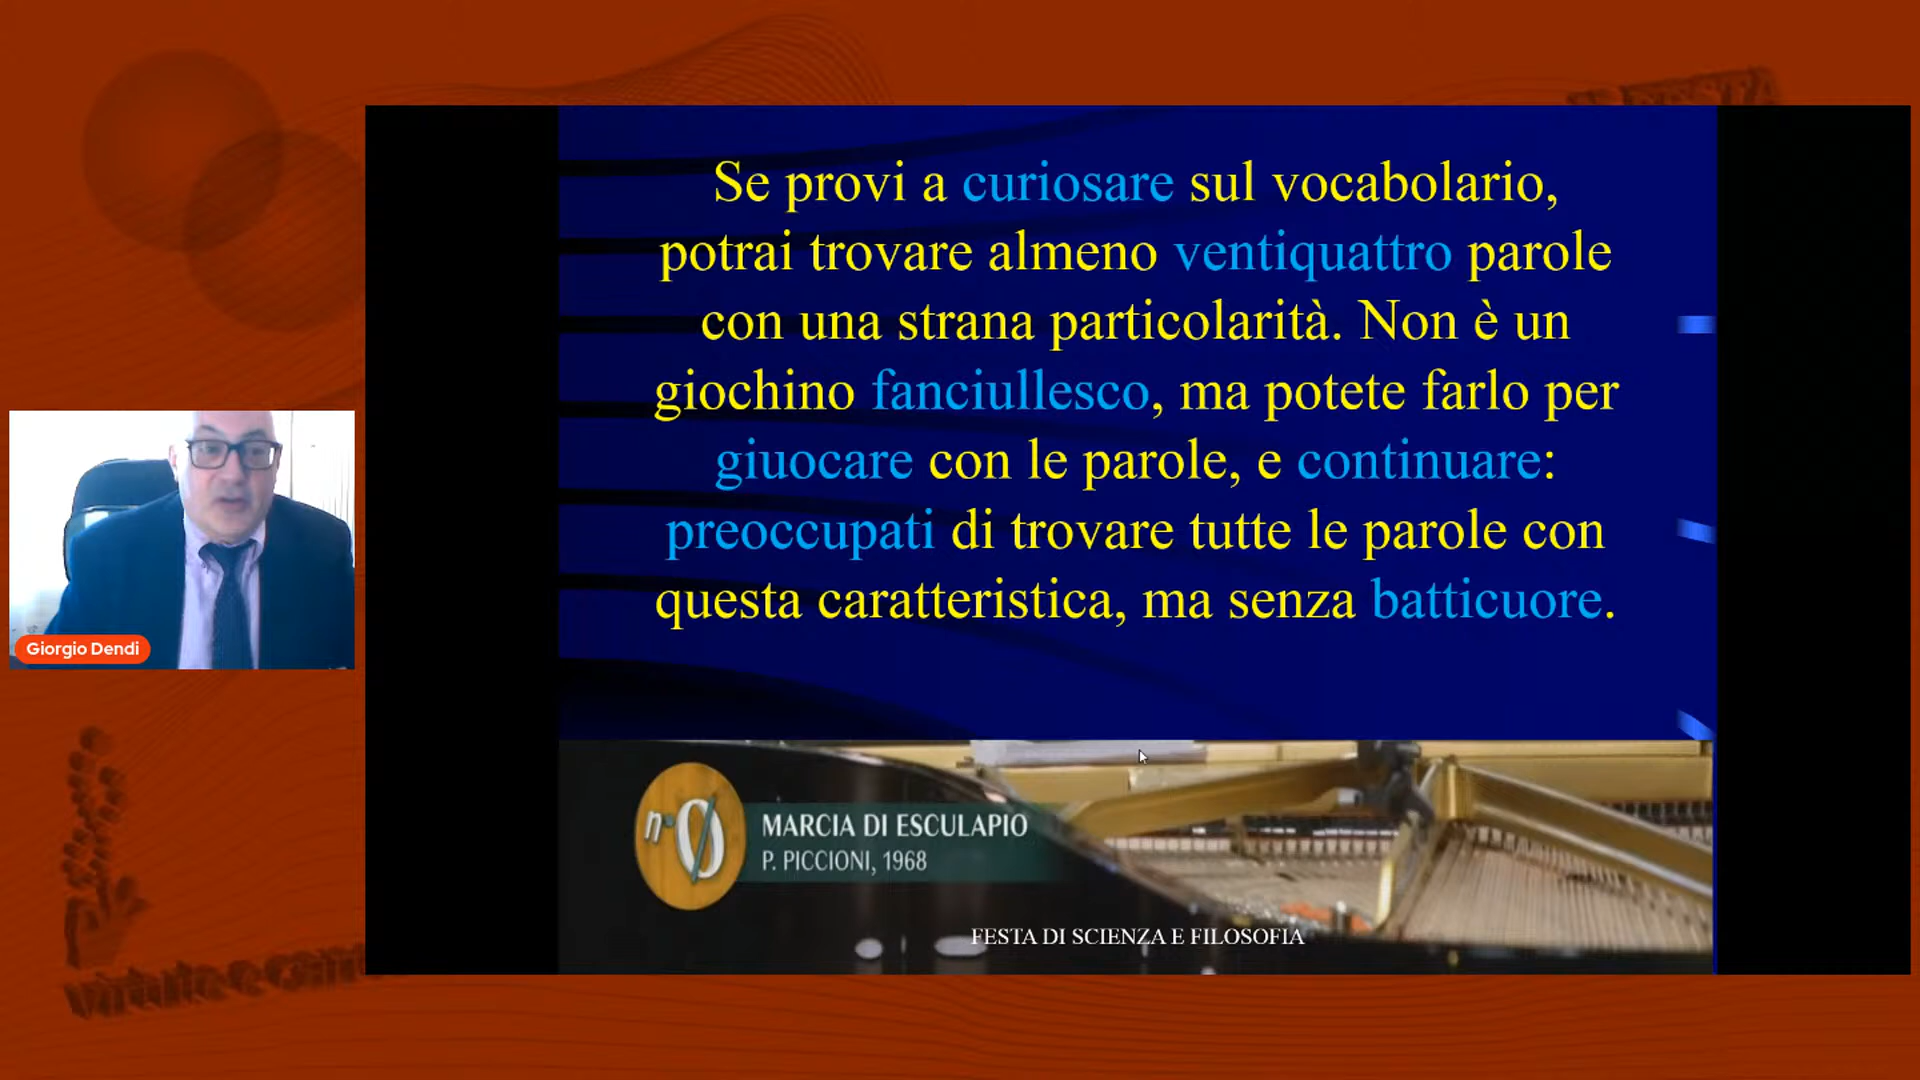 Se provi a curiosare sul vocabolario,
potrai trovare almeno ventiquattro parole
con una strana particolarità. Non è un
giochino fanciullesco, ma potete farlo per
giuocare con le parole, e continuare:
preoccupati di trovare tutte le parole con
questa caratteristica, ma senza batticuore.
Giorgio Dendi
MARCIA DI ESCULAPIO
P. PICCIONI, 1968
FESTA DI SCIENZA E FILOSOFIA